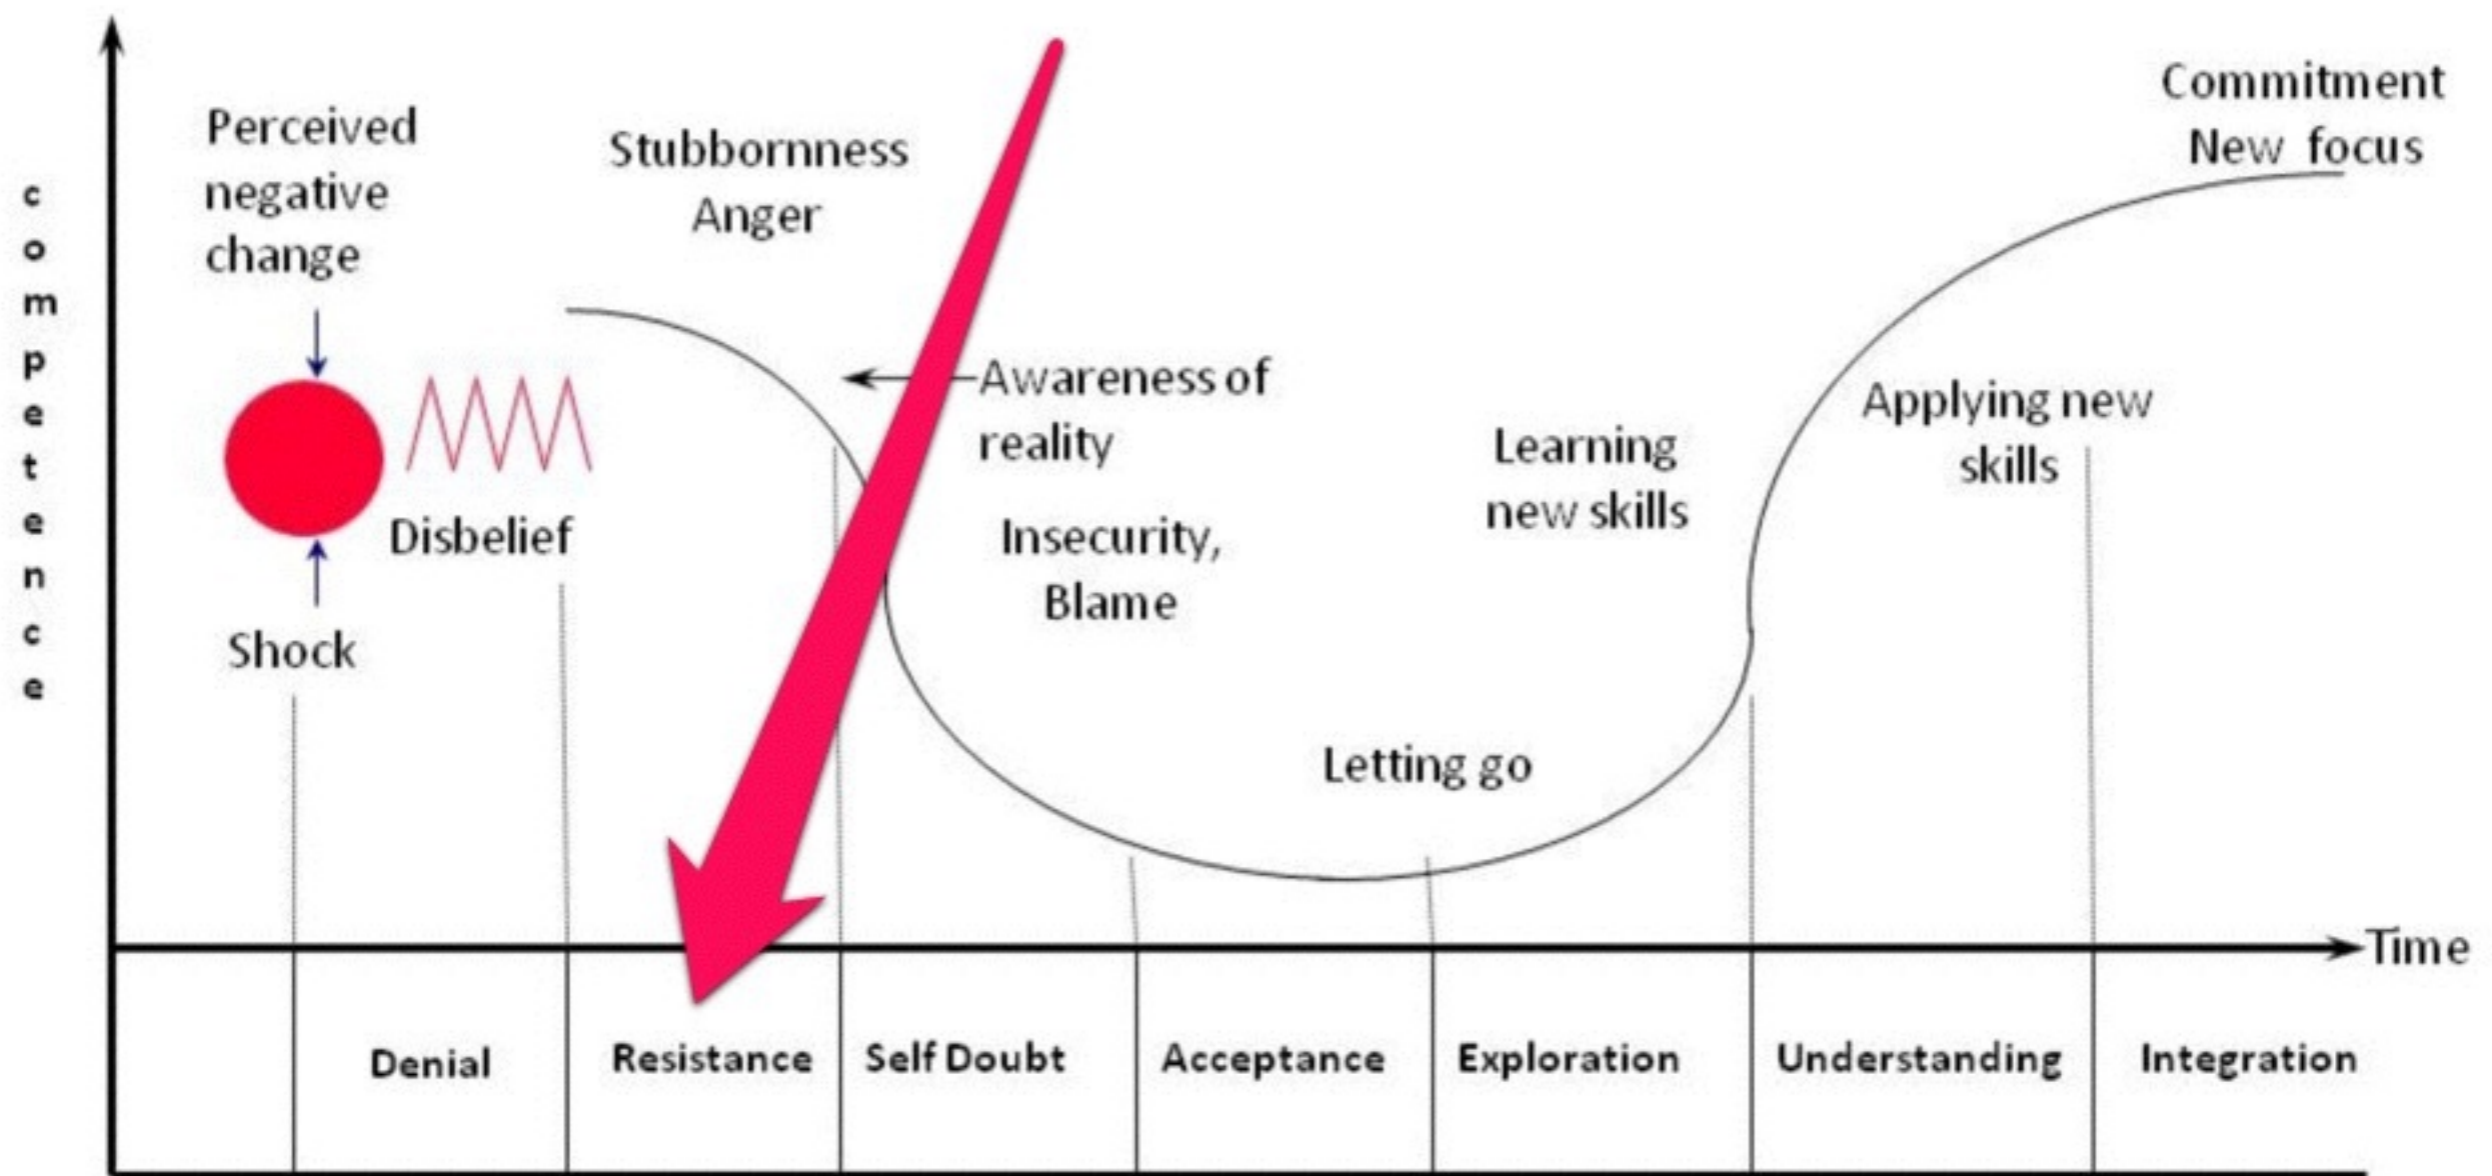 competence
Perceived
negative
change
Shock
Disbelief
Stubbornness
Anger
Awareness of
reality
Insecurity,
Blame
Letting go
Learning
new skills
Applying new
skills
Commitment
New focus
Time
Denial
Resistance
Self Doubt
Acceptance
Exploration
Understanding
Integration